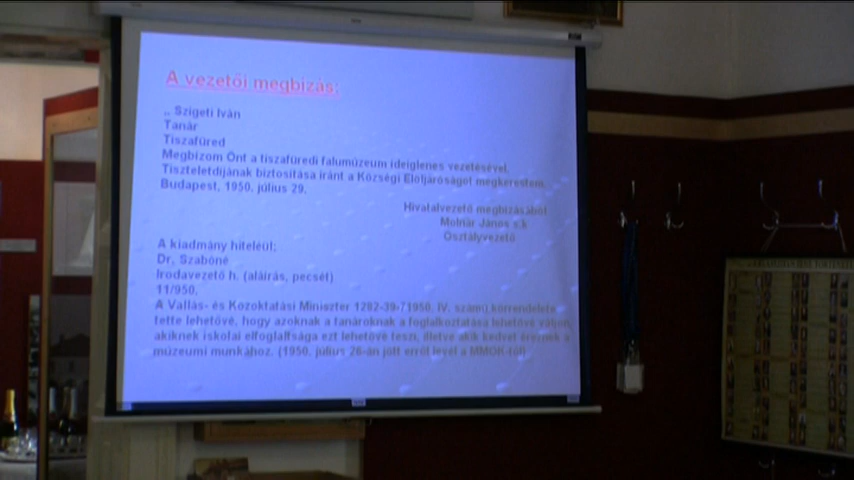 A vezetői megbízás:
.. Szigeti Iván
Tanár
Tiszafüred
Megbízom Önt a tiszafüredi falumúzeum ideiglenes vezetésével.
Tiszteletdíjának biztosítása iránt a Községi Elöljáróságot megkerestem.
Budapest, 1950. július 29.
Hivatalvezető megbízásából
Molnár János s.k
Osztályvezető
A kiadmány hiteléül:
Dr. Szabóné
Irodavezető h. (aláírás, pecsét)
11/950.
A Vallás- és Közoktatási Miniszter 1292-39-/1950. IV. számú körrendelete
tette lehetővé, hogy azoknak a tanároknak a foglalkoztatása lehetővé váljon,
akiknek iskolai elfoglaltsága ezt lehetővé teszi, illetve akik kedvet éreznek a
múzeumi munkához. (1950. július 26-án jött erről levél a MMOK-tól)